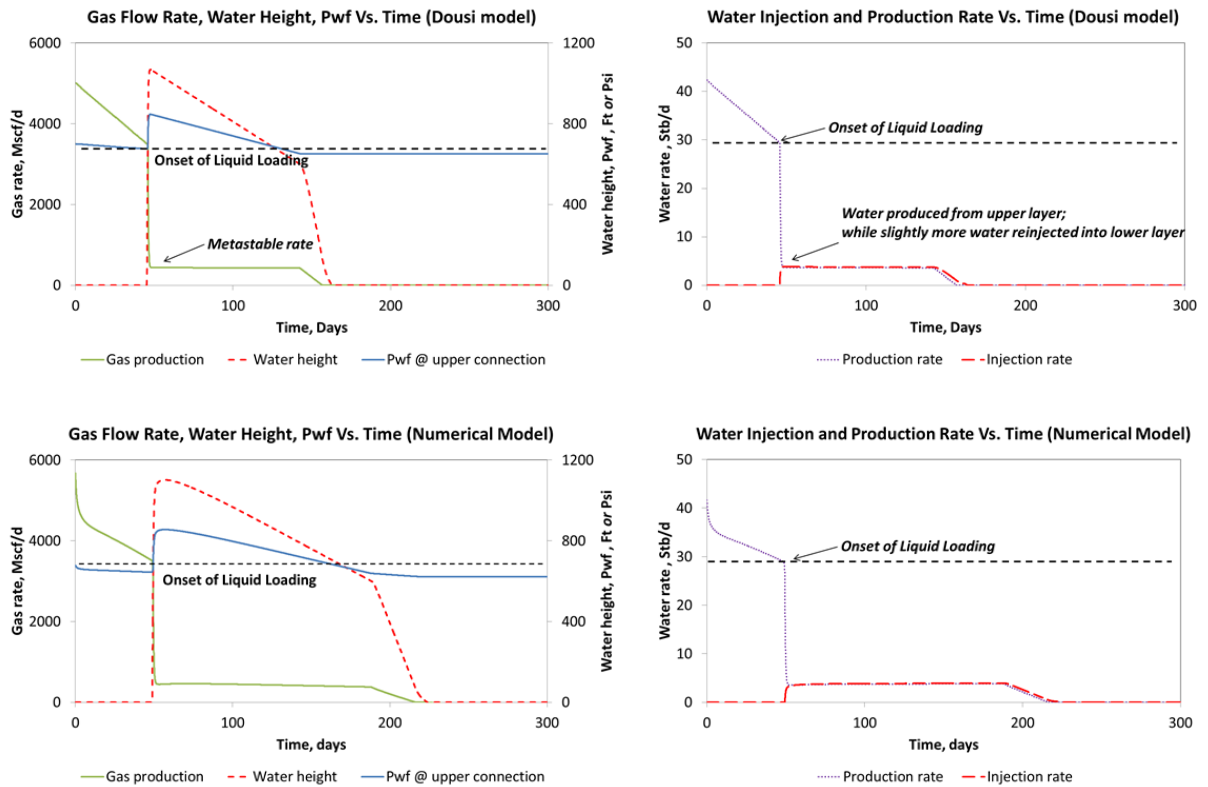 Gas Flow Rate, Water Height, Pwf Vs. Time (Dousi model)
6000
4000
2000
0
Gas rate, Mscf/d
1200
800
400
0
Water height, Pwf , Ft or Psi
Onset of Liquid Loading
Metastable rate
0
100
200
300
Time, Days
Gas production
Water height
Pwf @ upper connection
Water Injection and Production Rate Vs. Time (Dousi model)
50
40
30
20
10
0
Water rate , Stb/d
Onset of Liquid Loading
Water produced from upper layer;
while slightly more water reinjected into lower layer
0
100
200
300
Time, Days
Production rate
Injection rate
Gas Flow Rate, Water Height, Pwf Vs. Time (Numerical Model)
6000
4000
2000
0
Gas rate, Mscf/d
1200
800
400
0
Water height, Pwf , Ft or Psi
Onset of Liquid Loading
0
100
200
300
Time, days
Gas production
Water height
Pwf @ upper connection
Water Injection and Production Rate Vs. Time (Numerical Model)
50
40
30
20
10
0
Water rate , Stb/d
Onset of Liquid Loading
0
100
200
300
Time, days
Production rate
Injection rate